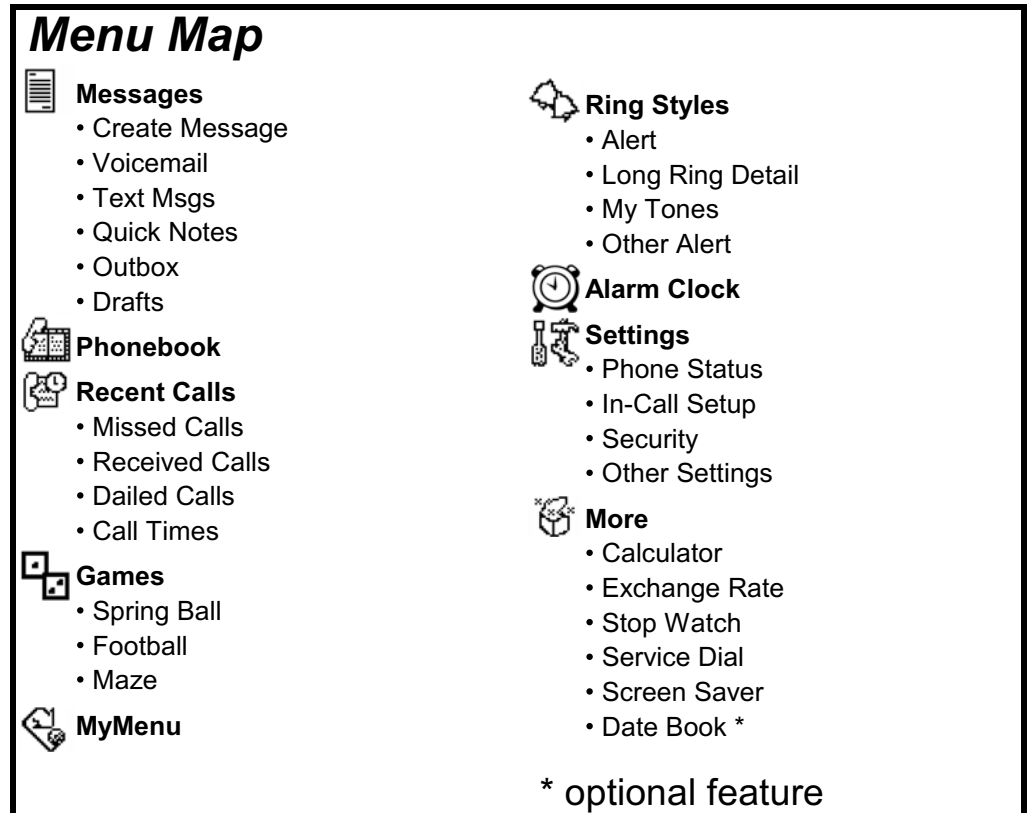 Menu Map
Messages
• Create Message
• Voicemail
• Text Msgs
• Quick Notes
• Outbox
• Drafts
Phonebook
Recent Calls
• Missed Calls
• Received Calls
• Dailed Calls
• Call Times
Games
• Spring Ball
• Football
• Maze
MyMenu
Ring Styles
• Alert
• Long Ring Detail
• My Tones
• Other Alert
Alarm Clock
Settings
• Phone Status
• In-Call Setup
• Security
• Other Settings
More
• Calculator
• Exchange Rate
• Stop Watch
• Service Dial
• Screen Saver
• Date Book *
* optional feature